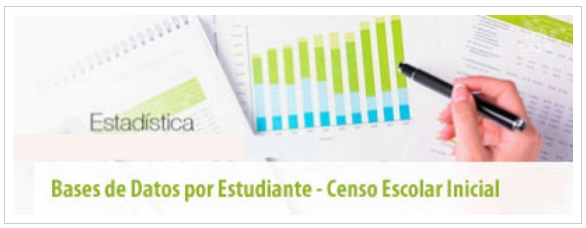 Estadística
Bases de Datos por Estudiante - Censo Escolar Inicial